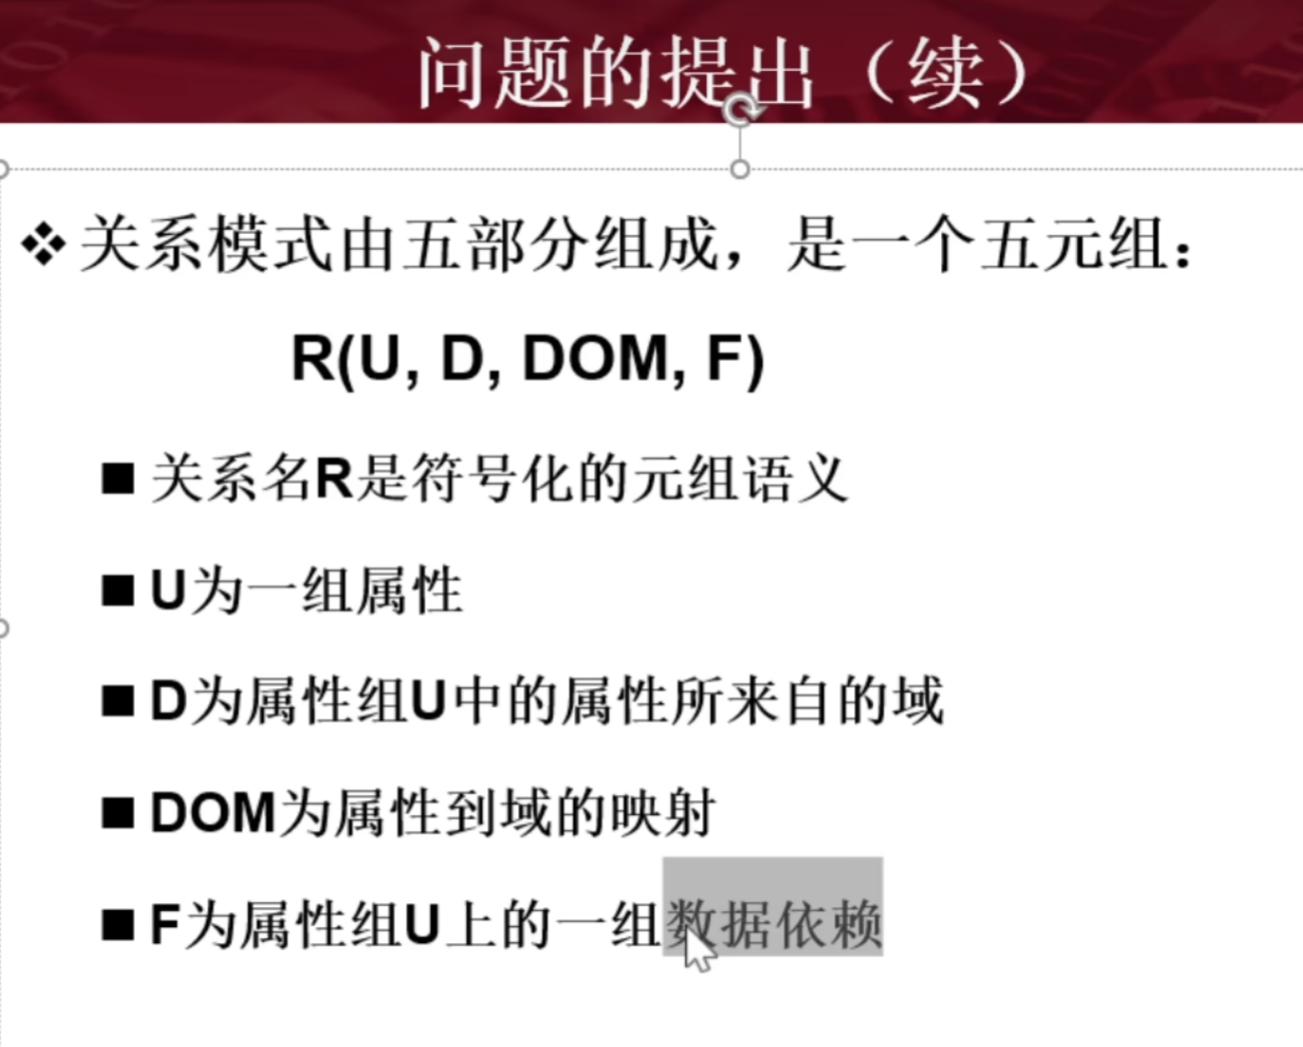 问题的提出（续）
❖关系模式由五部分组成，是一个五元组：
R(U, D, DOM, F)
■ 关系名R是符号化的元组语义
■ U为一组属性
■ D为属性组U中的属性所来自的域
■ DOM为属性到域的映射
■ F为属性组U上的一组数据依赖